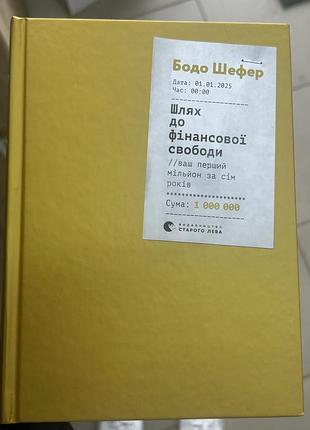 Бодо Шефер
Дата: 01.01.2025
Час: 00:00
Шлях
до
фінансової
свободи
//ваш перший
мільйон за сім
років
Сума: 1 000 000
видавництво
СТАРОГО ЛЕВА